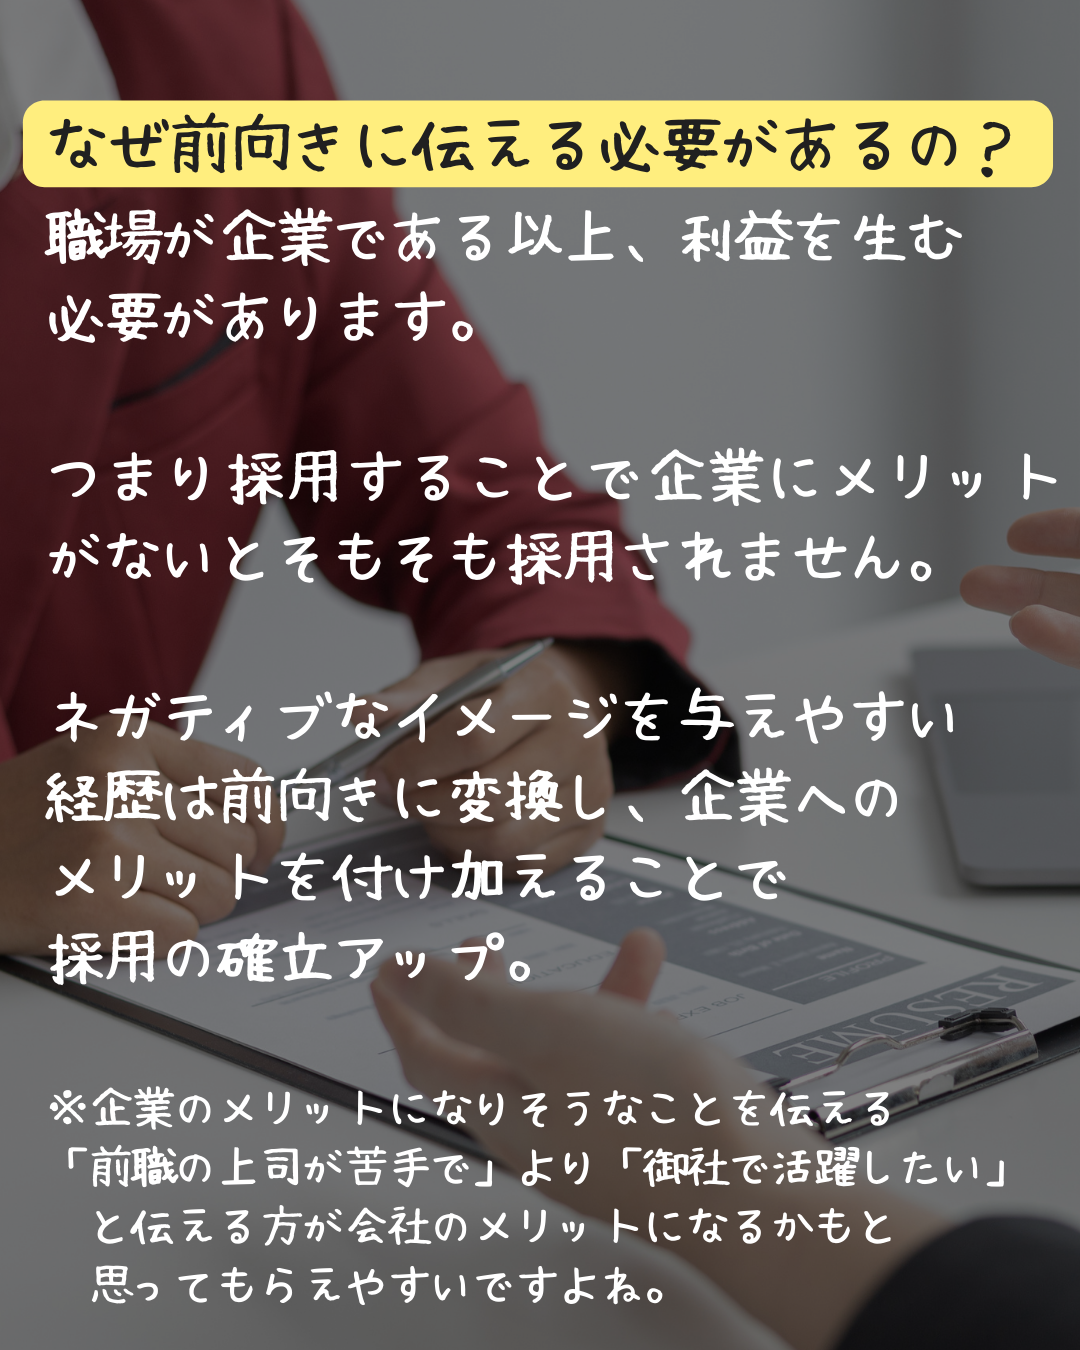 なぜ前向きに伝える必要があるの？
職場が企業である以上、利益を生む
必要があります。
つまり採用することで企業にメリット
がないとそもそも採用されません。
ネガティブなイメージを与えやすい
経歴は前向きに変換し、企業への
メリットを付け加えることで
採用の確立アップ。
※企業のメリットになりそうなことを伝える
「前職の上司が苦手で」より「御社で活躍したい」
と伝える方が会社のメリットになるかもと
思ってもらえやすいですよね。
RESUME
PEOPLE